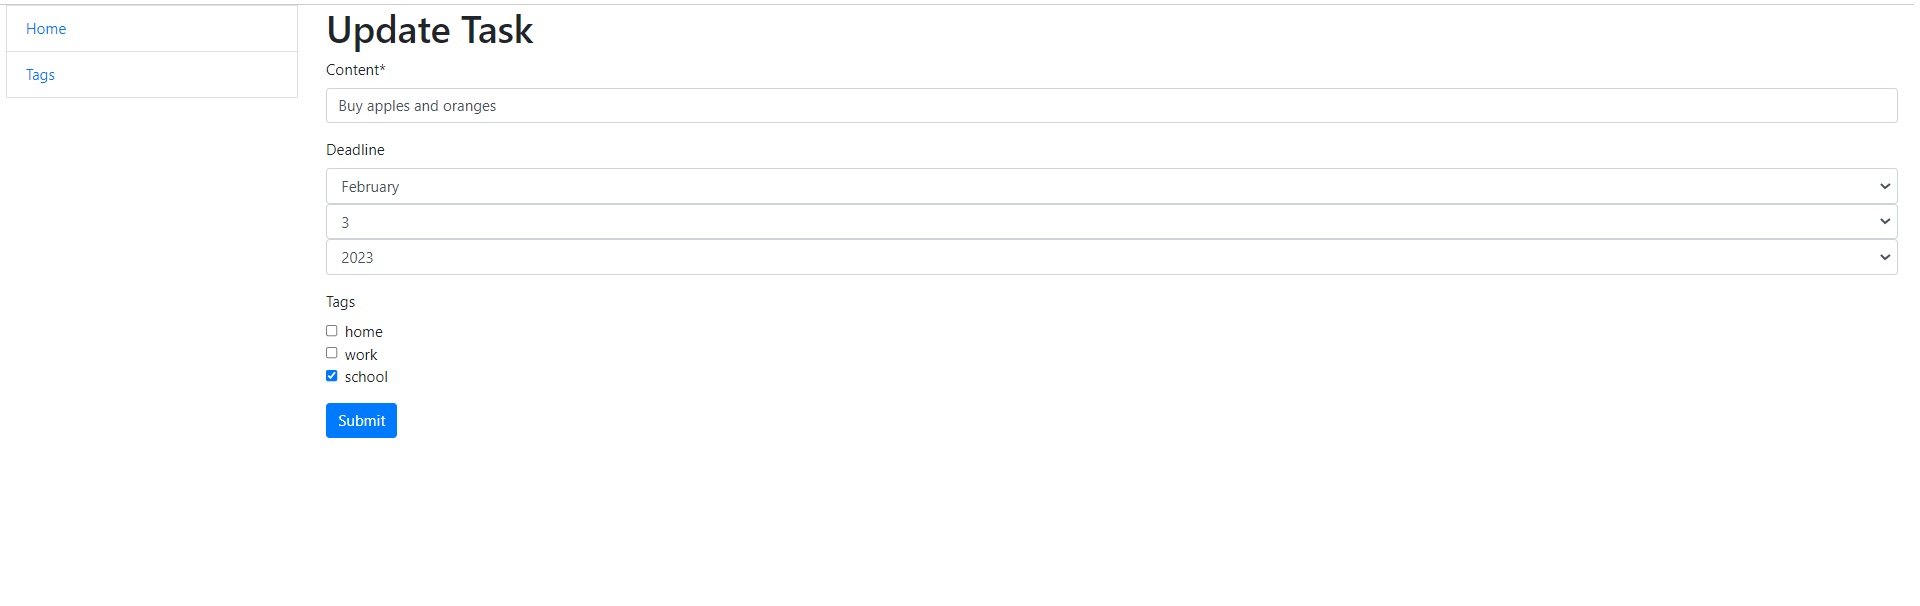 Home
Tags
Update Task
Content*
Buy apples and oranges
Deadline
February
3
2023
Tags
home
work
school
Submit